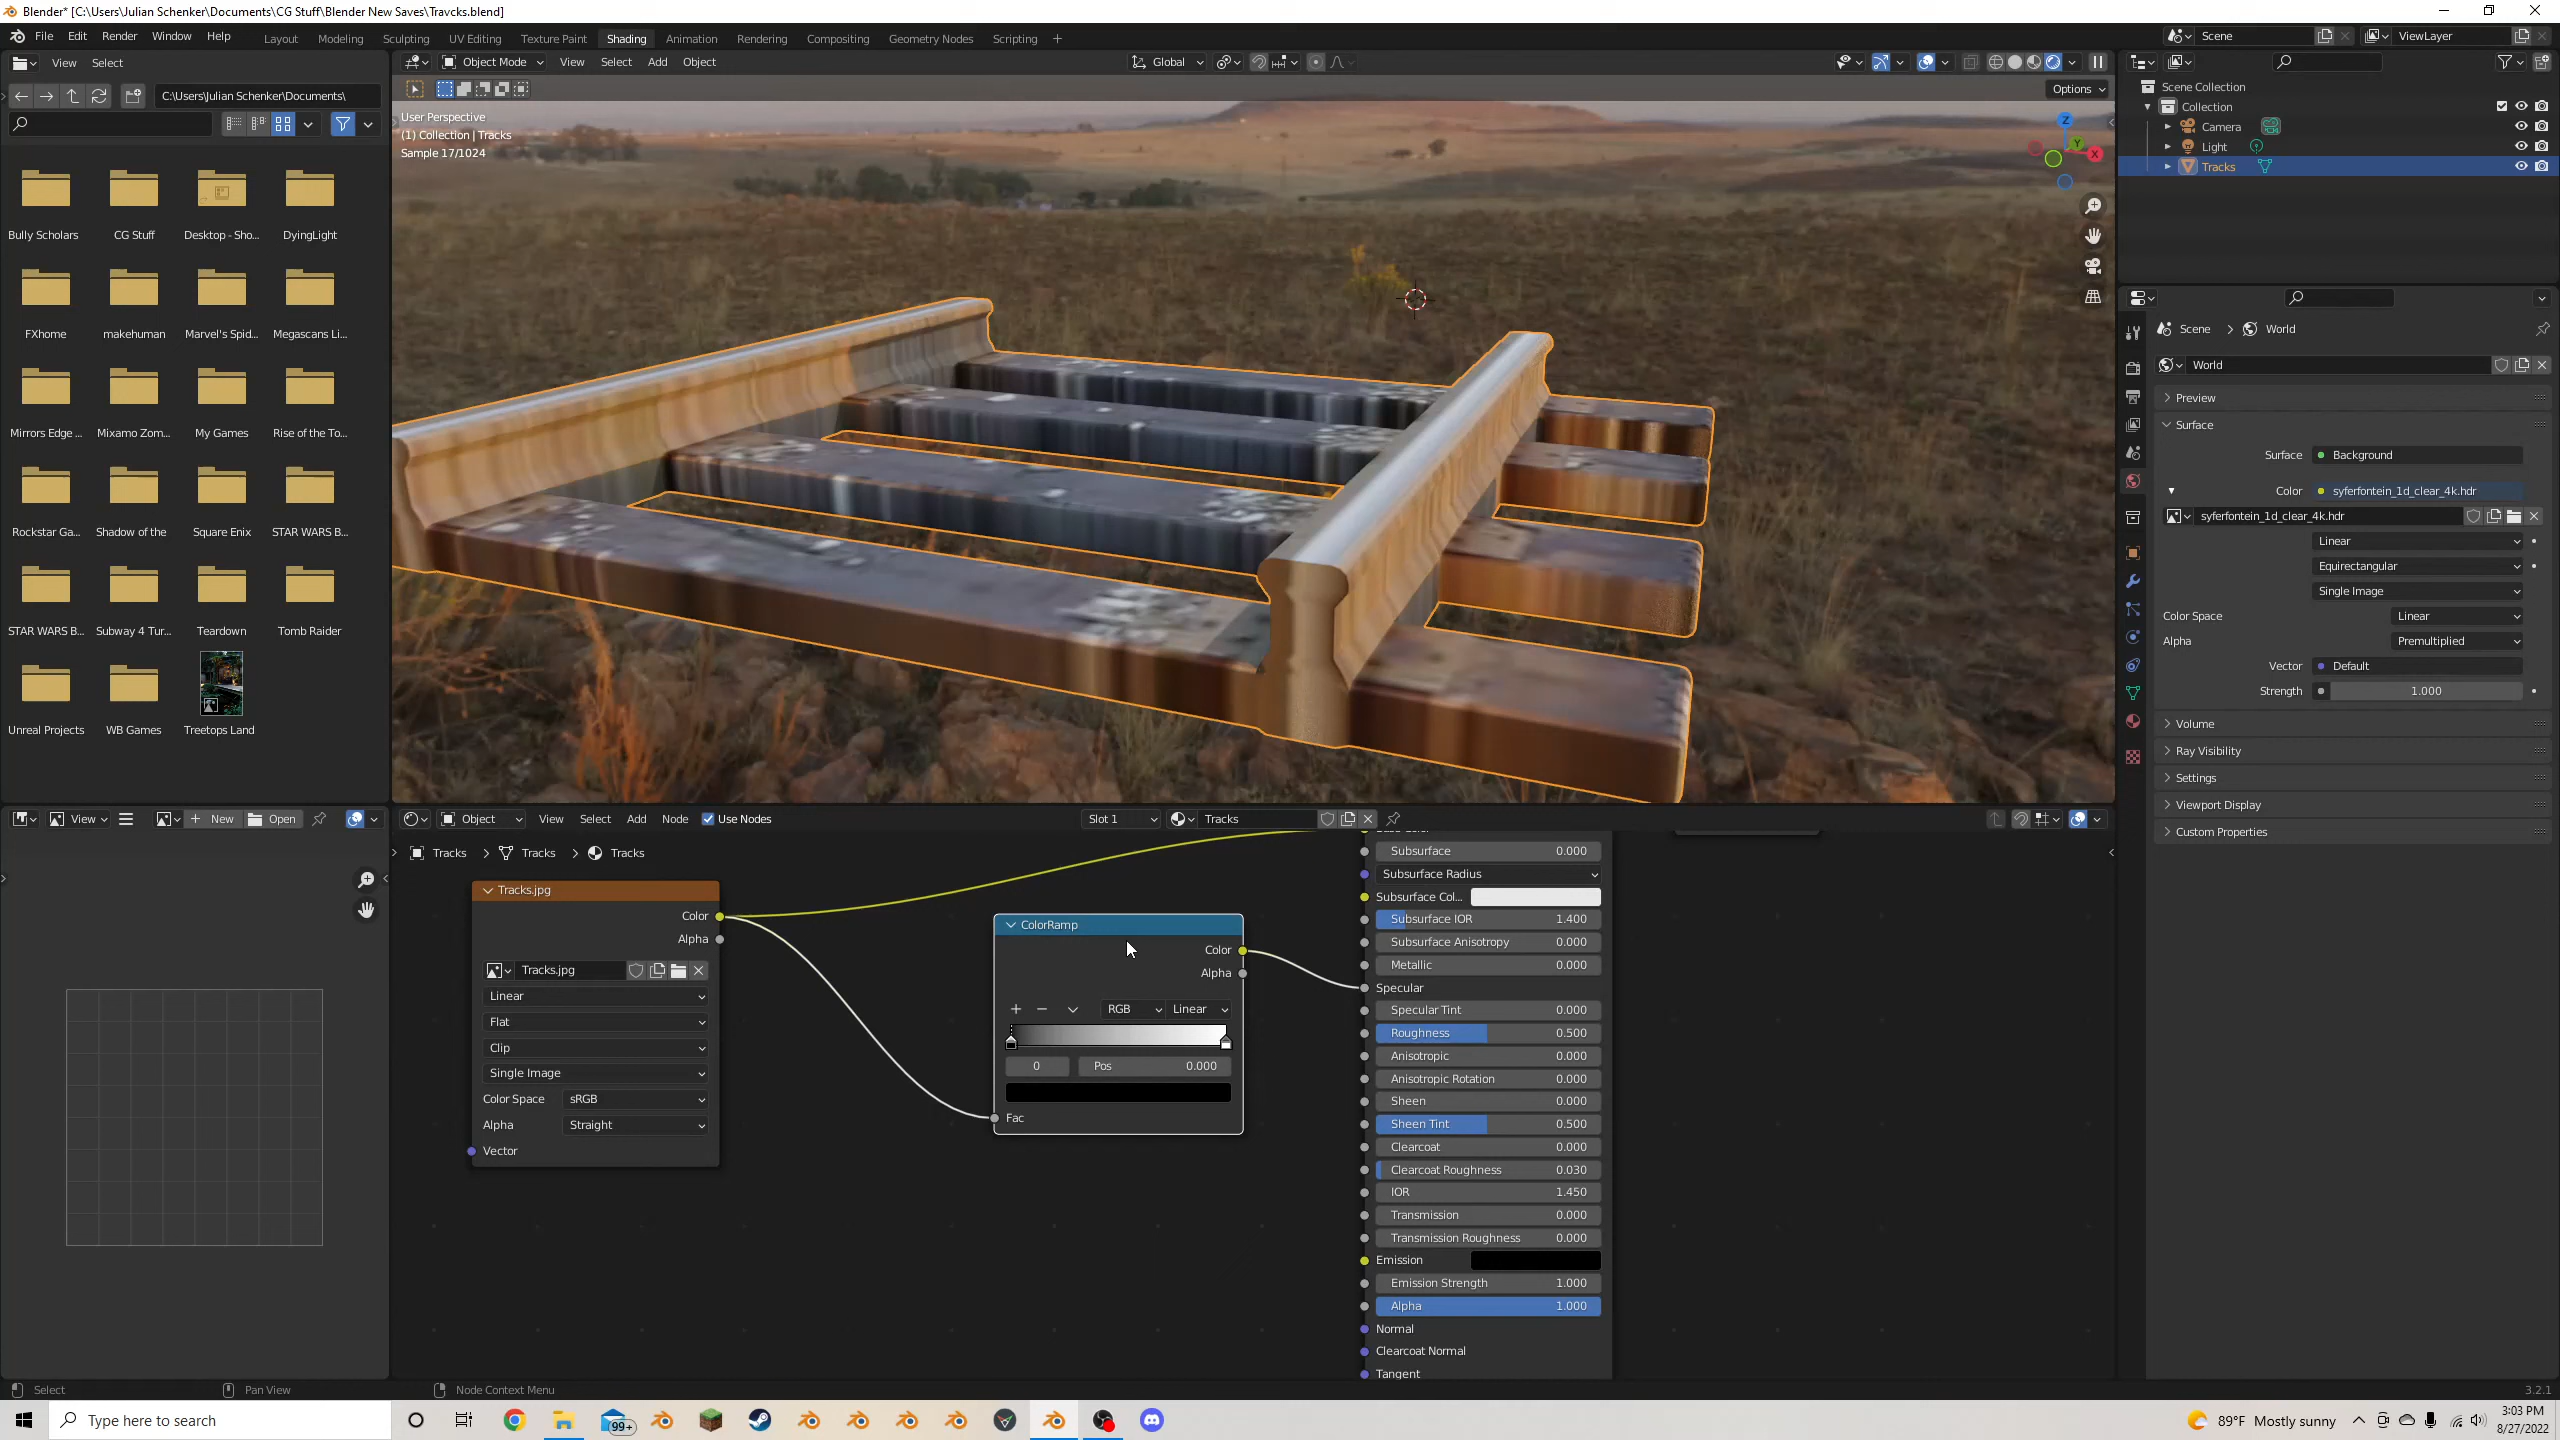 Blender* [C:\Users\Julian Schenker\Documents\CG Stuff\Blender New Saves\Travcks.blend]
File Edit Render Window Help
Layout Modeling Sculpting UV Editing Texture Paint Shading Animation Rendering Compositing Geometry Nodes Scripting +
Scene ViewLayer
View Select
Object Mode View Select Add Object
Global
C:\Users\Julian Schenker\Documents\
Options
User Perspective
(1) Collection | Tracks
Sample 17/1024
Z
Y
X
Scene Collection
Collection
Camera
Light
Tracks
Bully Scholars CG Stuff Desktop - Sho... DyingLight
FXhome makehuman Marvel's Spid... Megascans Li...
Mirrors Edge ... Mixamo Zom... My Games Rise of the To...
Rockstar Ga... Shadow of the Square Enix STAR WARS B...
STAR WARS B... Subway 4 Tur... Teardown Tomb Raider
Unreal Projects WB Games Treetops Land
Scene > World
World
Preview
Surface
Surface Background
Color syferfontein_1d_clear_4k.hdr
syferfontein_1d_clear_4k.hdr
Linear
Equirectangular
Single Image
Color Space Linear
Alpha Premultiplied
Vector Default
Strength 1.000
Volume
Ray Visibility
Settings
Viewport Display
Custom Properties
View + New Open
Object View Select Add Node Use Nodes Slot 1 Tracks
Tracks > Tracks > Tracks
Tracks.jpg
Color
Alpha
Tracks.jpg
Linear
Flat
Clip
Single Image
Color Space sRGB
Alpha Straight
Vector
ColorRamp
Color
Alpha
+ − RGB Linear
0 Pos 0.000
Fac
Subsurface 0.000
Subsurface Radius
Subsurface Col...
Subsurface IOR 1.400
Subsurface Anisotropy 0.000
Metallic 0.000
Specular
Specular Tint 0.000
Roughness 0.500
Anisotropic 0.000
Anisotropic Rotation 0.000
Sheen 0.000
Sheen Tint 0.500
Clearcoat 0.000
Clearcoat Roughness 0.030
IOR 1.450
Transmission 0.000
Transmission Roughness 0.000
Emission
Emission Strength 1.000
Alpha 1.000
Normal
Clearcoat Normal
Tangent
Select Pan View Node Context Menu 3.2.1
Type here to search
99+
89°F Mostly sunny
3:03 PM
8/27/2022